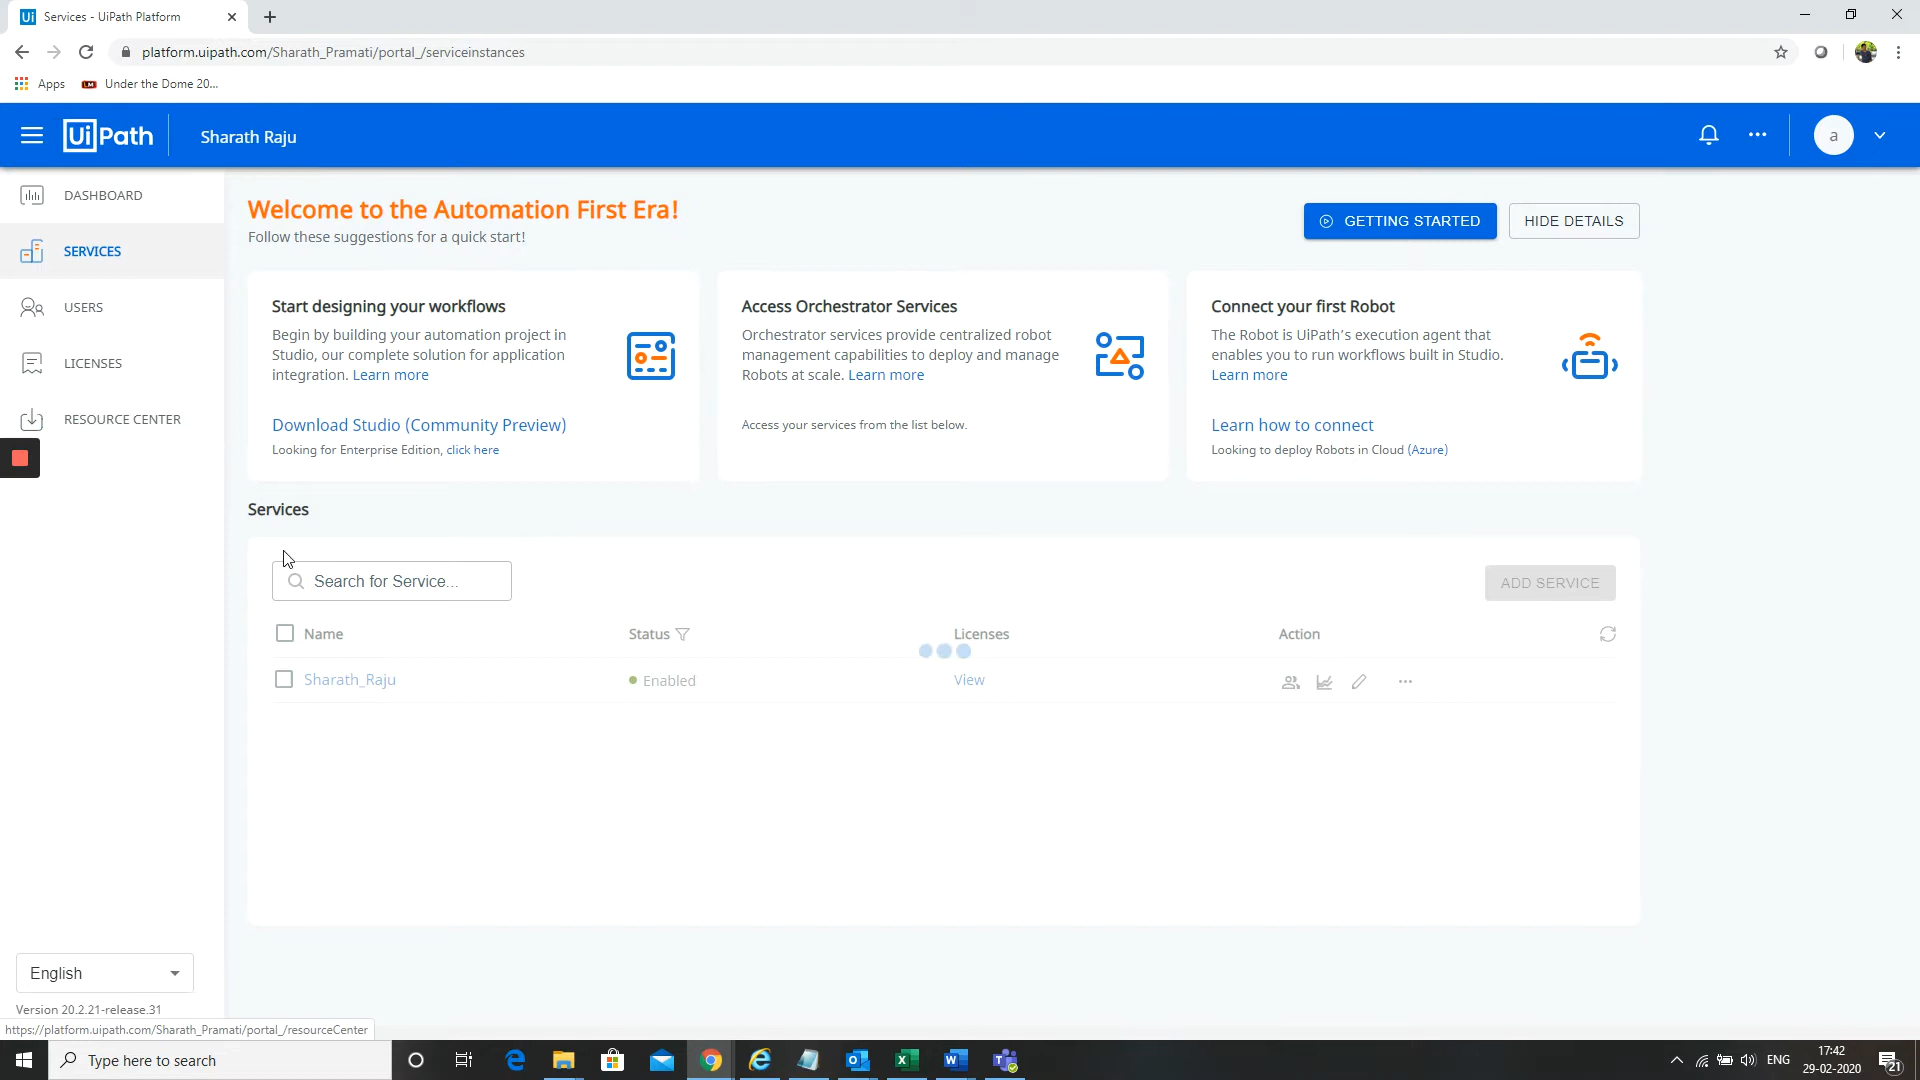 Services - UiPath Platform
platform.uipath.com/Sharath_Pramati/portal_/serviceinstances
Apps
Under the Dome 20...
UiPath
Sharath Raju
a
DASHBOARD
SERVICES
USERS
LICENSES
RESOURCE CENTER
Welcome to the Automation First Era!
Follow these suggestions for a quick start!
GETTING STARTED
HIDE DETAILS
Start designing your workflows
Begin by building your automation project in
Studio, our complete solution for application
integration. Learn more
Download Studio (Community Preview)
Looking for Enterprise Edition, click here
Access Orchestrator Services
Orchestrator services provide centralized robot
management capabilities to deploy and manage
Robots at scale. Learn more
Access your services from the list below.
Connect your first Robot
The Robot is UiPath's execution agent that
enables you to run workflows built in Studio.
Learn more
Learn how to connect
Looking to deploy Robots in Cloud (Azure)
Services
Search for Service...
ADD SERVICE
Name Status Licenses Action
Sharath_Raju Enabled View
English
Version 20.2.21-release.31
https://platform.uipath.com/Sharath_Pramati/portal_/resourceCenter
Type here to search
ENG
17:42
29-02-2020
21